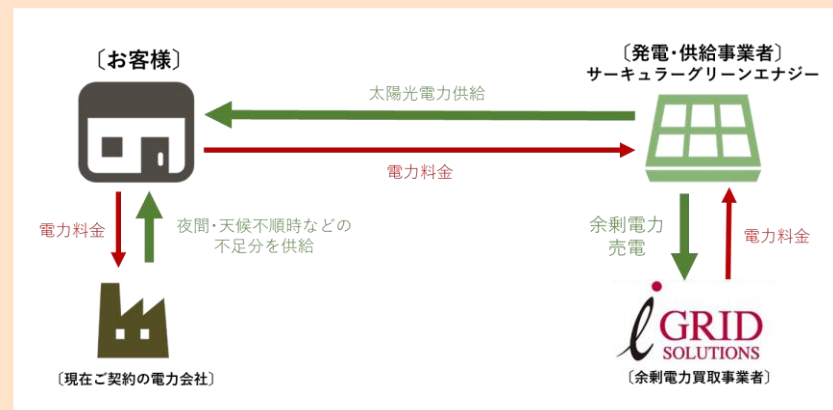 〔お客様〕
〔発電・供給事業者〕
サーキュラーグリーンエナジー
太陽光電力供給
電力料金
電力料金
夜間・天候不順時などの
不足分を供給
余剰電力
売電
電力料金
i GRID
SOLUTIONS
〔現在ご契約の電力会社〕
〔余剰電力買取事業者〕